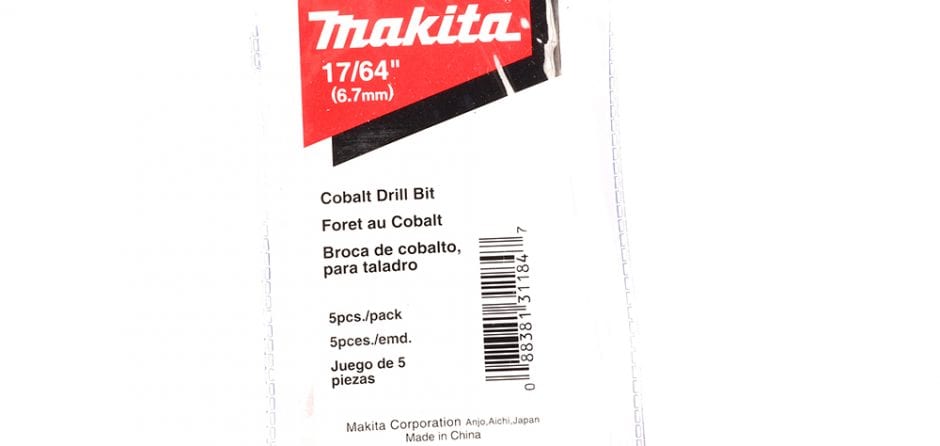 makita
17/64"
(6.7mm)
Cobalt Drill Bit
Foret au Cobalt
Broca de cobalto,
para taladro
5pcs./pack
5pces./emd.
Juego de 5
piezas
0 88381 31184 7
Makita Corporation Anjo,Aichi,Japan
Made in China